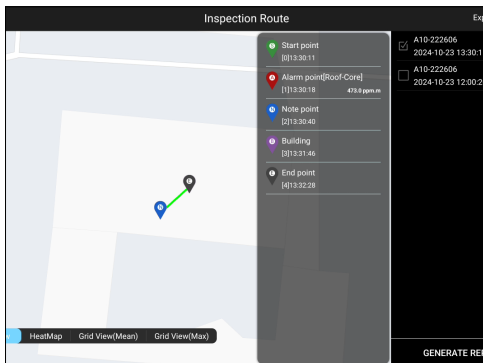 Inspection Route
Exp
Start point
[0]13:30:11
Alarm point[Roof-Core]
[1]13:30:18 473.0 ppm.m
Note point
[2]13:30:40
Building
[3]13:31:46
End point
[4]13:32:28
A10-222606
2024-10-23 13:30:1
A10-222606
2024-10-23 12:00:2
HeatMap Grid View(Mean) Grid View(Max)
GENERATE REP